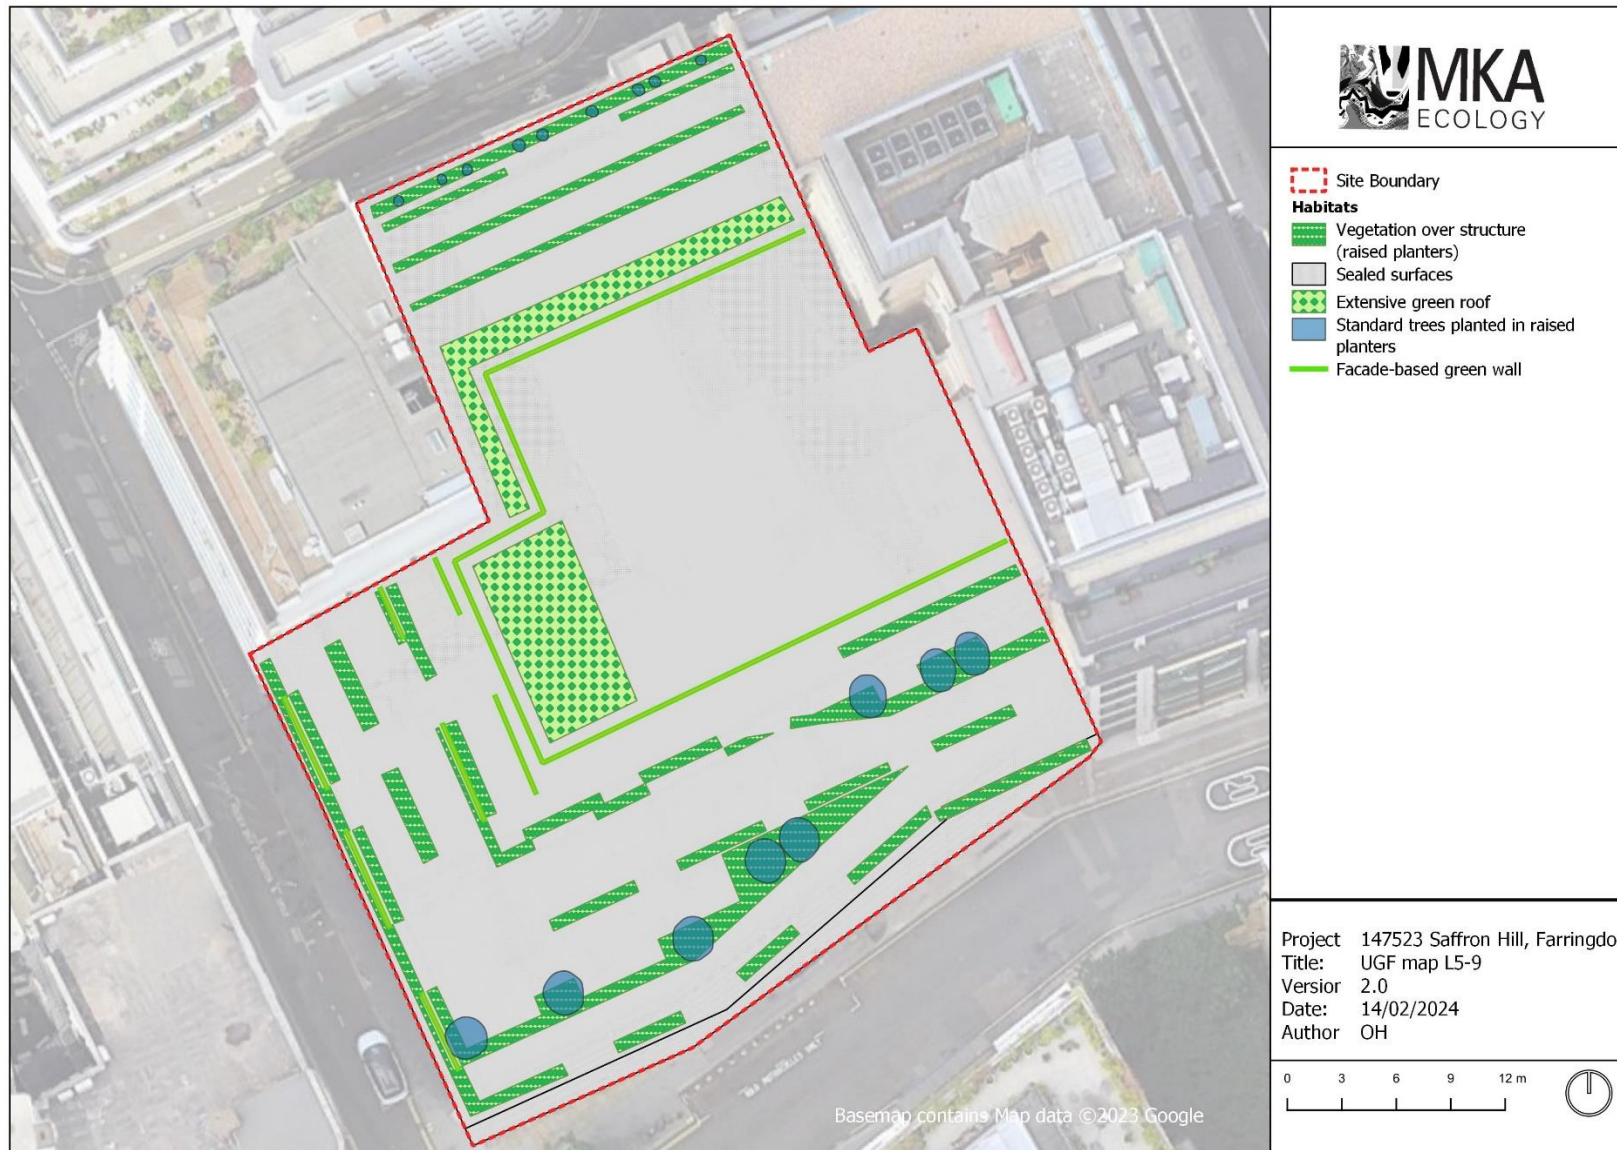 MKA
ECOLOGY
Site Boundary
Habitats
Vegetation over structure
(raised planters)
Sealed surfaces
Extensive green roof
Standard trees planted in raised
planters
Facade-based green wall
Project 147523 Saffron Hill, Farringdo
Title: UGF map L5-9
Versior 2.0
Date: 14/02/2024
Author OH
0 3 6 9 12 m
Basemap contains Map data ©2023 Google